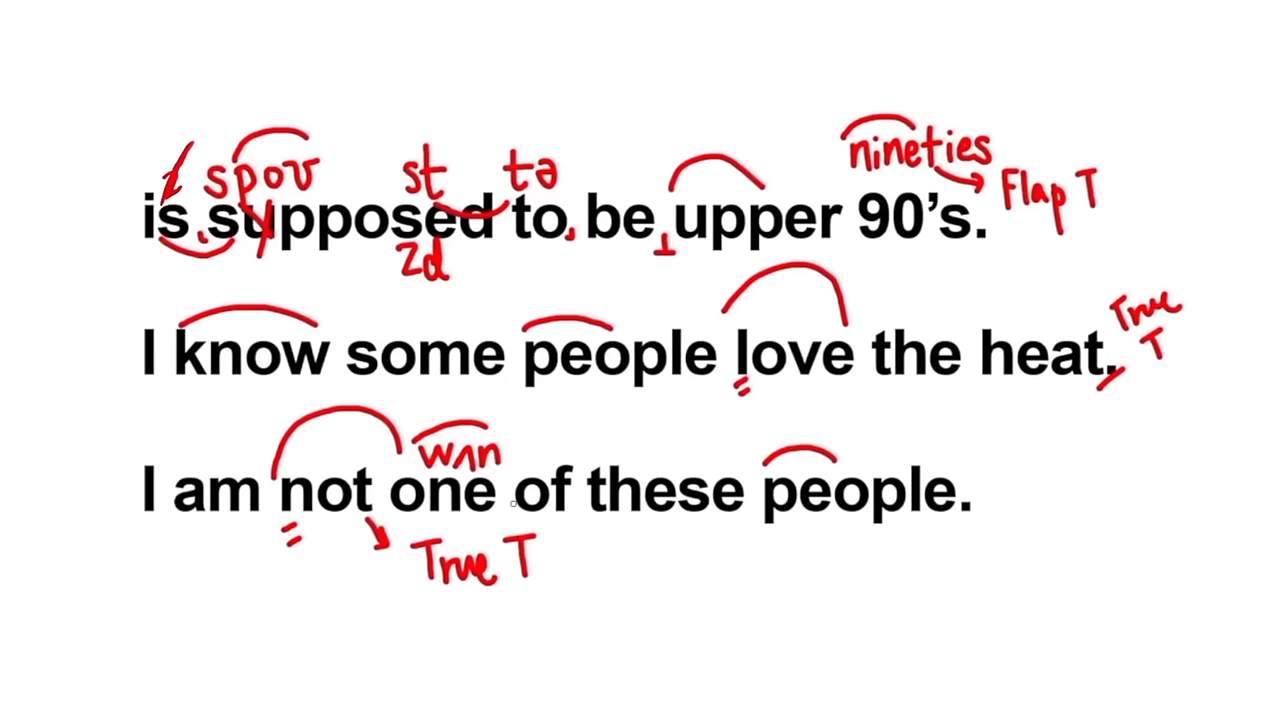 spoʊ st tə nineties
is supposed to be upper 90's. Flap T
zd
I know some people love the heat. True T
wʌn
I am not one of these people.
True T